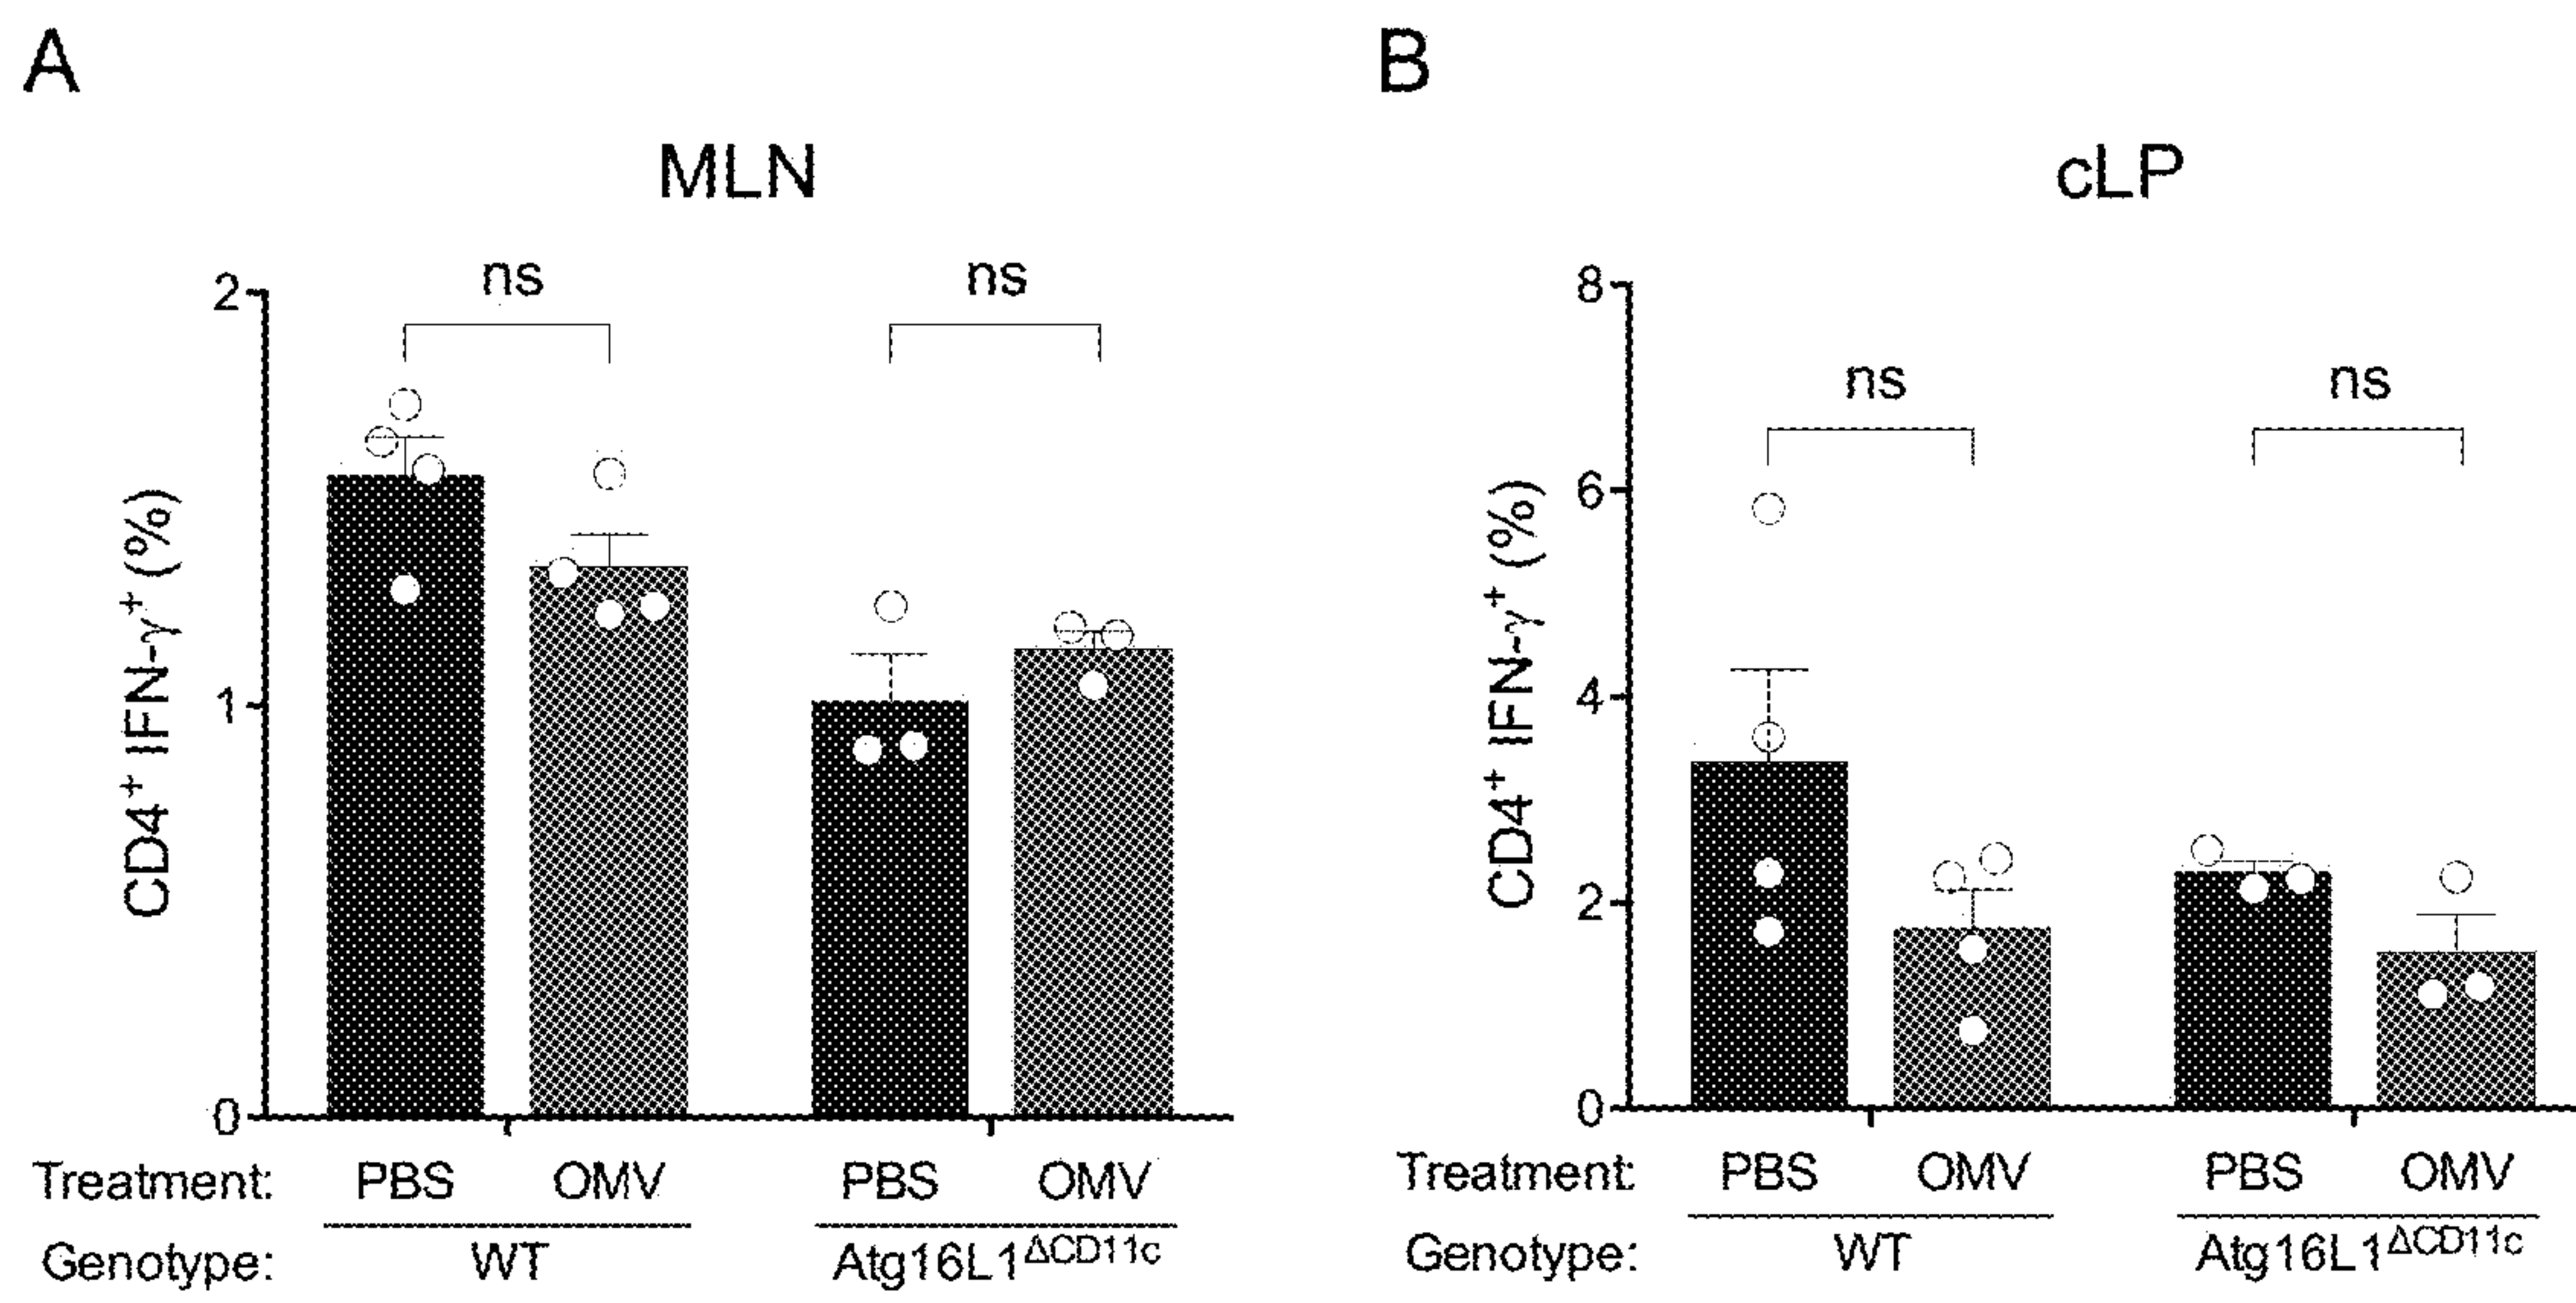 A
MLN
ns ns
2
1
0
CD4+ IFN-γ+ (%)
Treatment: PBS OMV PBS OMV
Genotype: WT Atg16L1ΔCD11c
B
cLP
ns ns
8
6
4
2
0
CD4+ IFN-γ+ (%)
Treatment: PBS OMV PBS OMV
Genotype: WT Atg16L1ΔCD11c